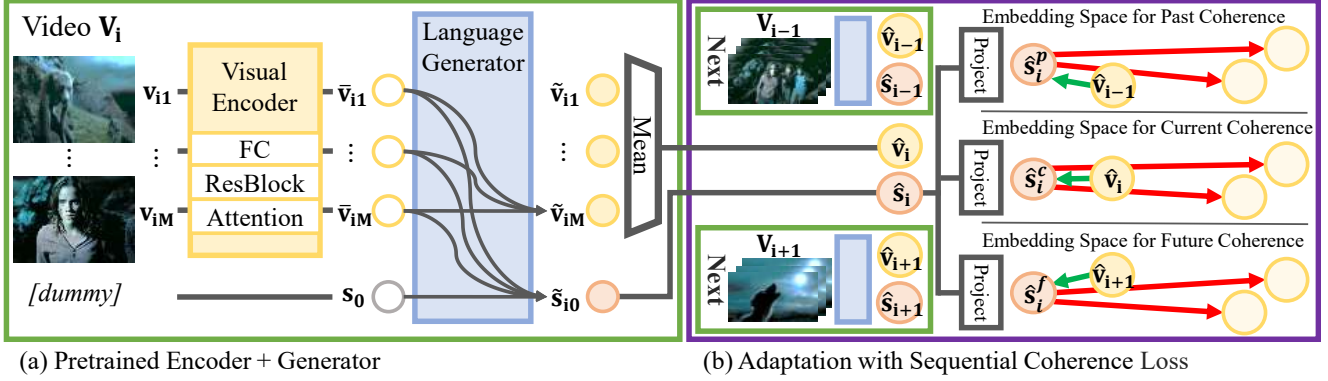 Video V_i
v_i1
⋮
v_iM
[dummy]
Visual
Encoder
FC
ResBlock
Attention
v̄_i1
⋮
v̄_iM
s_0
Language
Generator
ṽ_i1
⋮
ṽ_iM
s̃_i0
Mean
Next
V_i−1
v̂_i−1
ŝ_i−1
v̂_i
ŝ_i
Next
V_i+1
v̂_i+1
ŝ_i+1
Embedding Space for Past Coherence
Project
ŝ_i^p
v̂_i−1
Embedding Space for Current Coherence
Project
ŝ_i^c
v̂_i
Embedding Space for Future Coherence
Project
ŝ_i^f
v̂_i+1
(a) Pretrained Encoder + Generator
(b) Adaptation with Sequential Coherence Loss